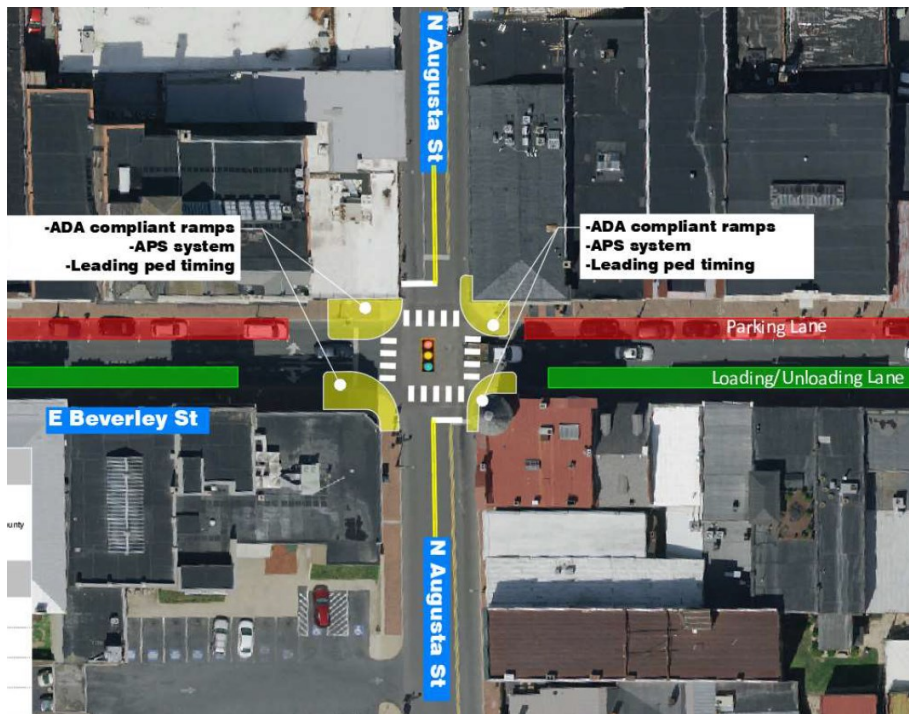 N Augusta St
-ADA compliant ramps
-APS system
-Leading ped timing
-ADA compliant ramps
-APS system
-Leading ped timing
Parking Lane
Loading/Unloading Lane
E Beverley St
N Augusta St